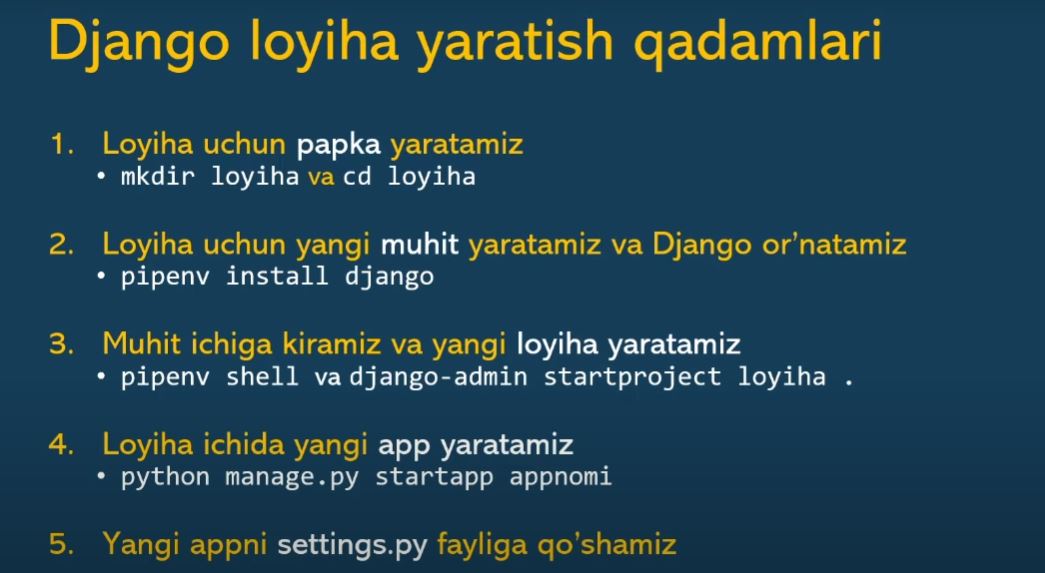 Django loyiha yaratish qadamlari
1. Loyiha uchun papka yaratamiz
• mkdir loyiha va cd loyiha
2. Loyiha uchun yangi muhit yaratamiz va Django or’natamiz
• pipenv install django
3. Muhit ichiga kiramiz va yangi loyiha yaratamiz
• pipenv shell va django-admin startproject loyiha .
4. Loyiha ichida yangi app yaratamiz
• python manage.py startapp appnomi
5. Yangi appni settings.py fayliga qo’shamiz